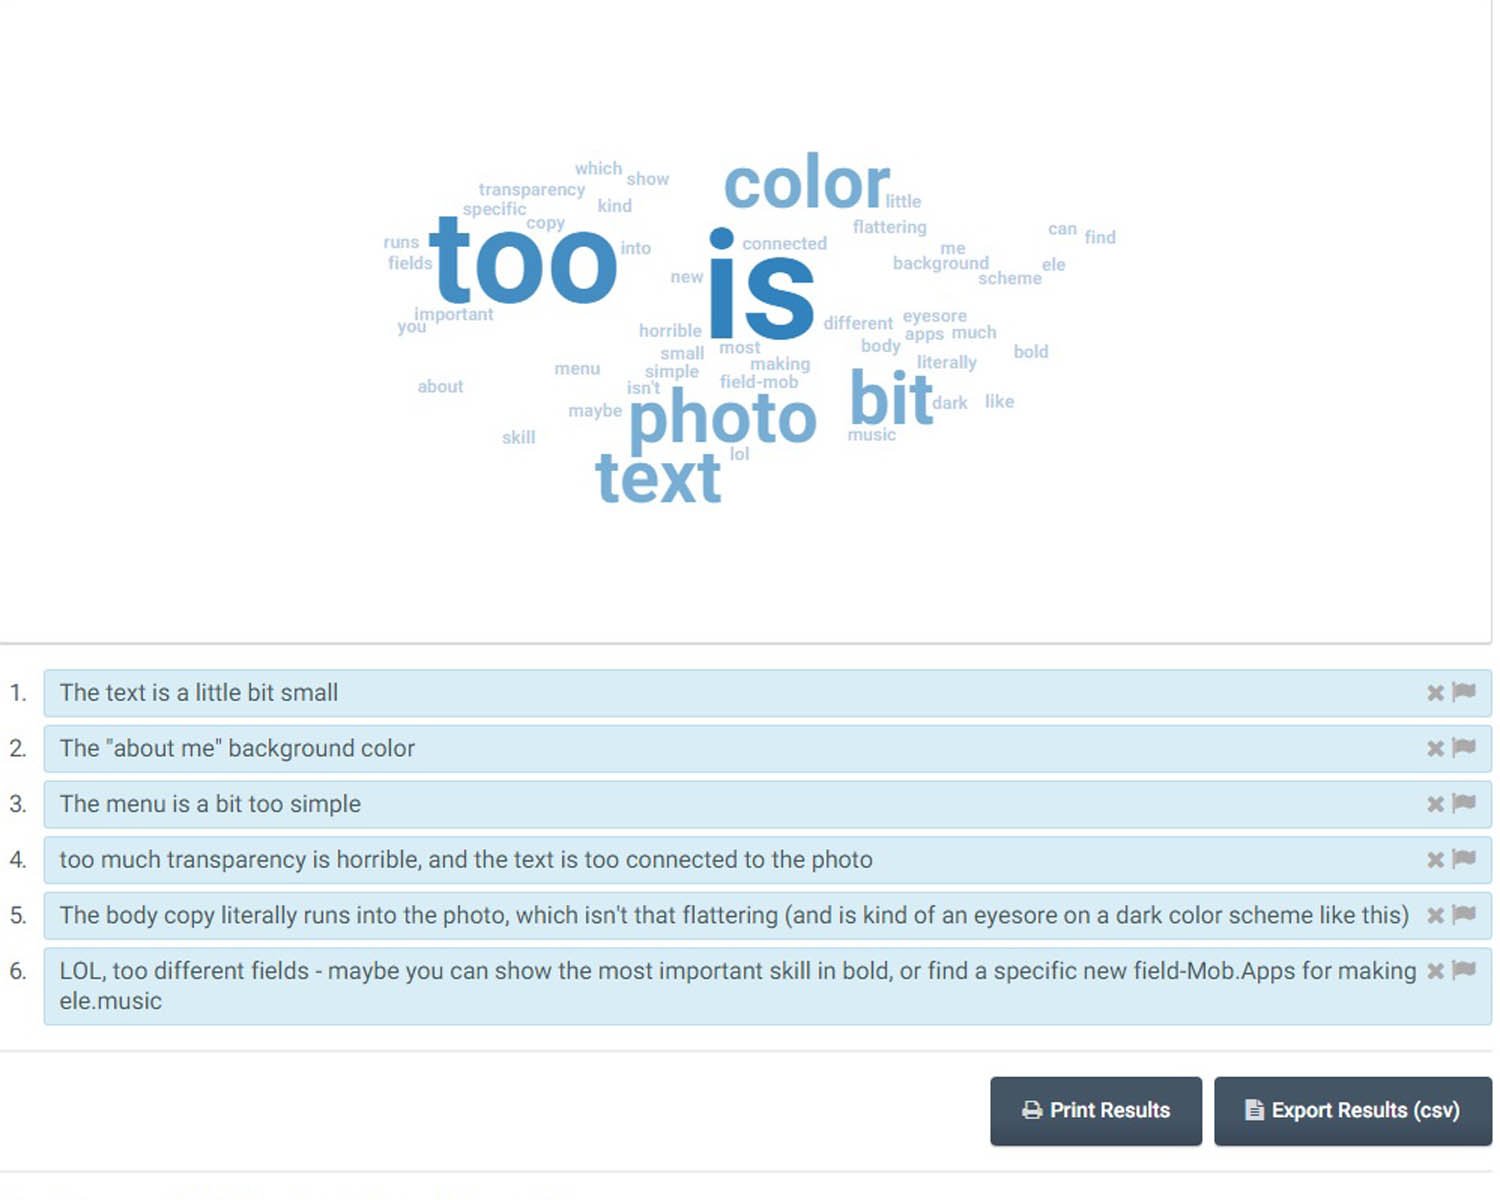 which
show
transparency
color
little
specific
kind
copy
flattering
can
find
runs
too
into
connected
me
fields
is
background
ele
new
scheme
important
you
horrible
different
eyesore
apps
much
small
most
body
bold
menu
simple
making
literally
about
isn't
field-mob
maybe
photo
bit
dark
like
skill
music
lol
text
1. The text is a little bit small
2. The "about me" background color
3. The menu is a bit too simple
4. too much transparency is horrible, and the text is too connected to the photo
5. The body copy literally runs into the photo, which isn't that flattering (and is kind of an eyesore on a dark color scheme like this)
6. LOL, too different fields - maybe you can show the most important skill in bold, or find a specific new field-Mob.Apps for making
ele.music
Print Results
Export Results (csv)